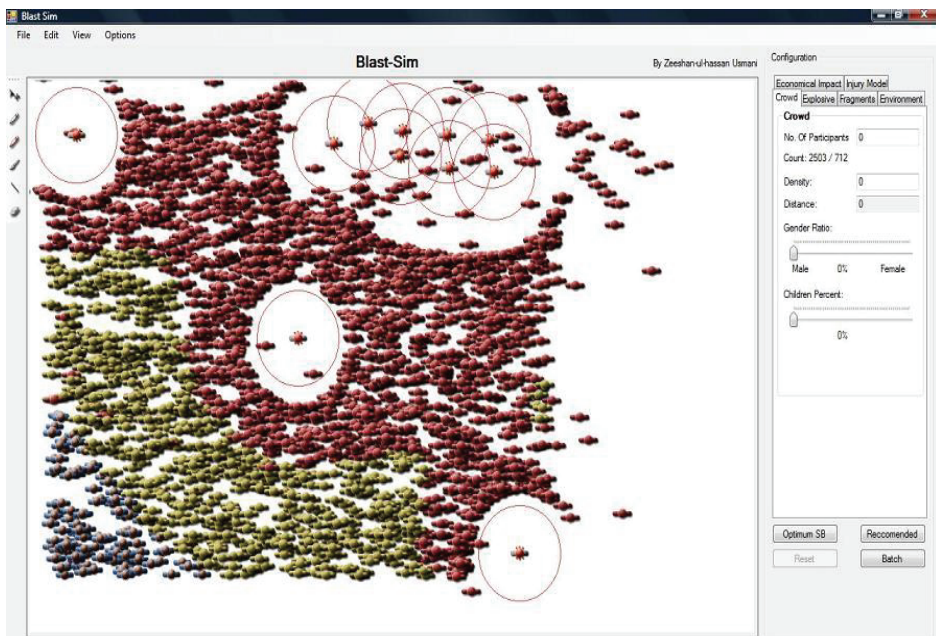 Blast Sim
File Edit View Options
Blast-Sim
By Zeeshan-ul-hassan Usmani
Configuration
Economical Impact Injury Model
Crowd Explosive Fragments Environment
Crowd
No. Of Participants 0
Count: 2503 / 712
Density: 0
Distance: 0
Gender Ratio:
Male 0% Female
Children Percent:
0%
Optimum SB Reccomended
Reset Batch